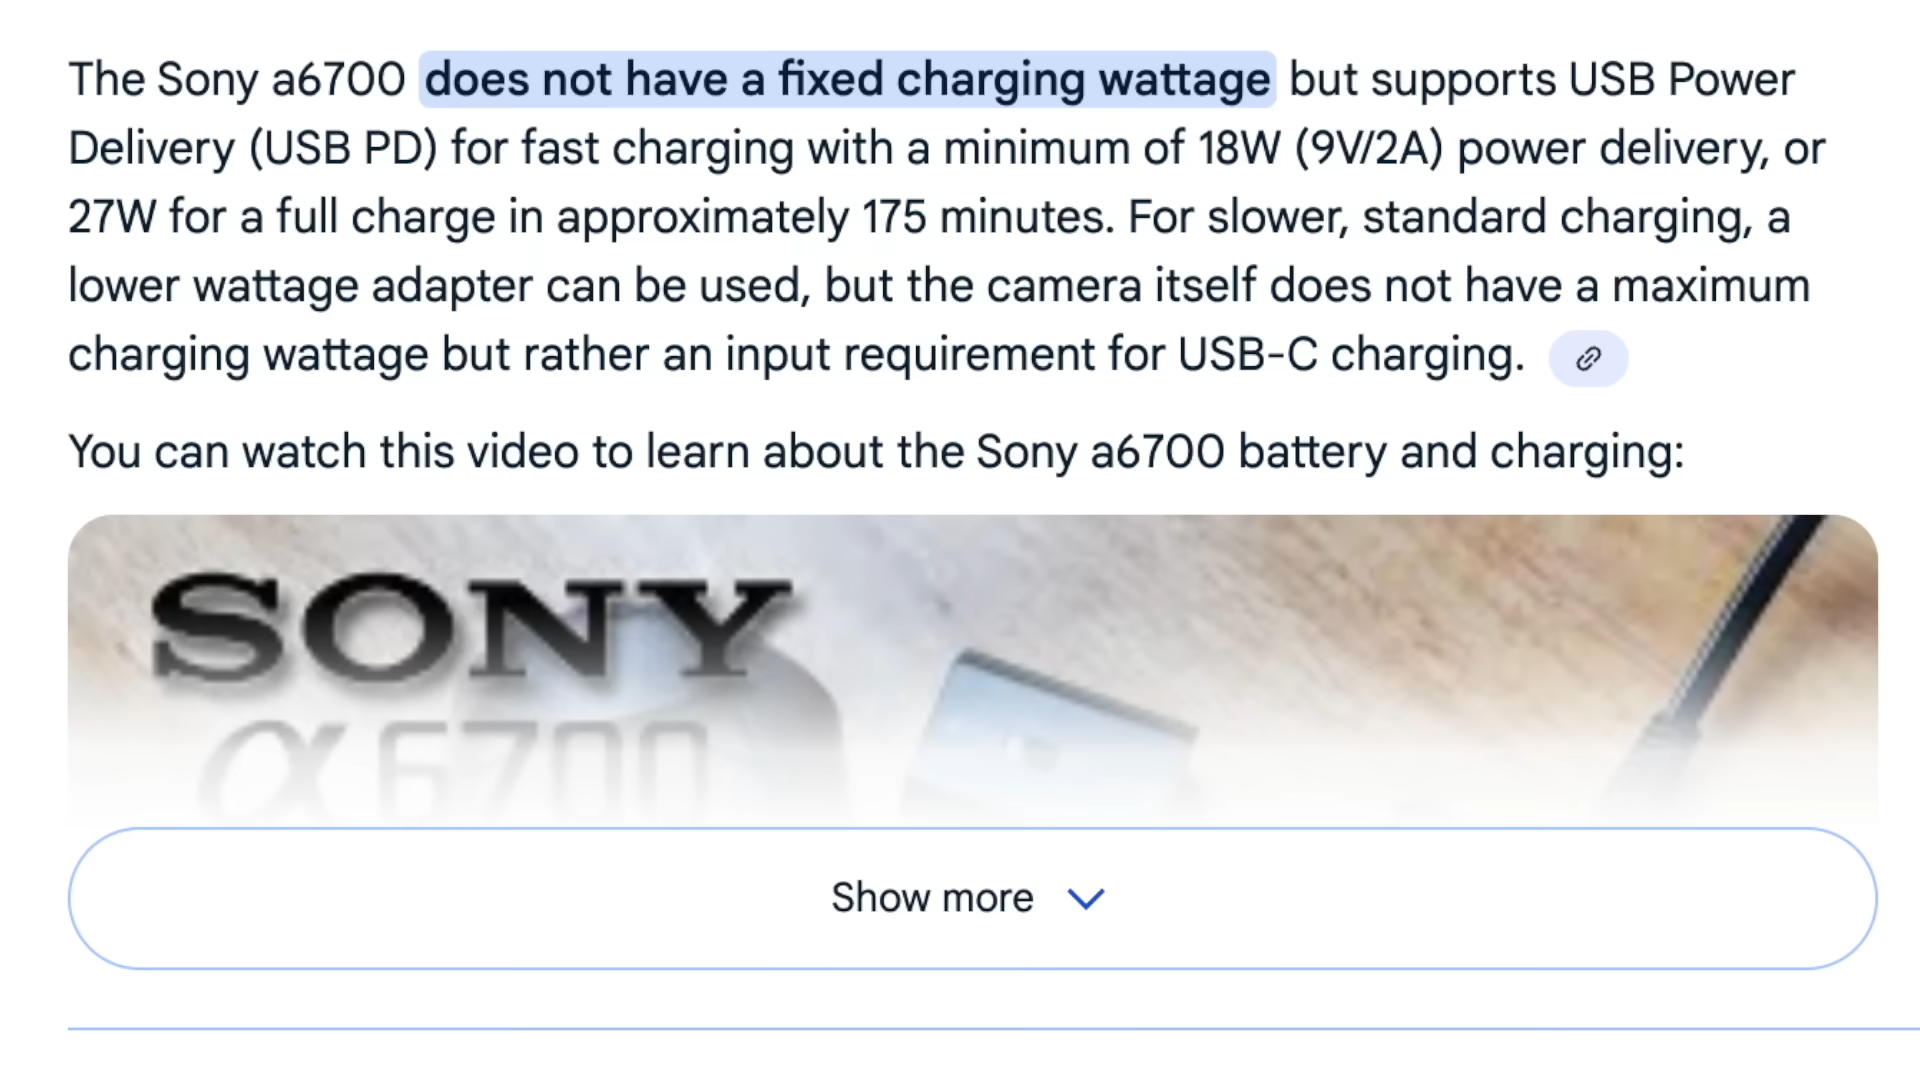 The Sony a6700 does not have a fixed charging wattage but supports USB Power
Delivery (USB PD) for fast charging with a minimum of 18W (9V/2A) power delivery, or
27W for a full charge in approximately 175 minutes. For slower, standard charging, a
lower wattage adapter can be used, but the camera itself does not have a maximum
charging wattage but rather an input requirement for USB-C charging.
You can watch this video to learn about the Sony a6700 battery and charging:
SONY
α6700
Show more